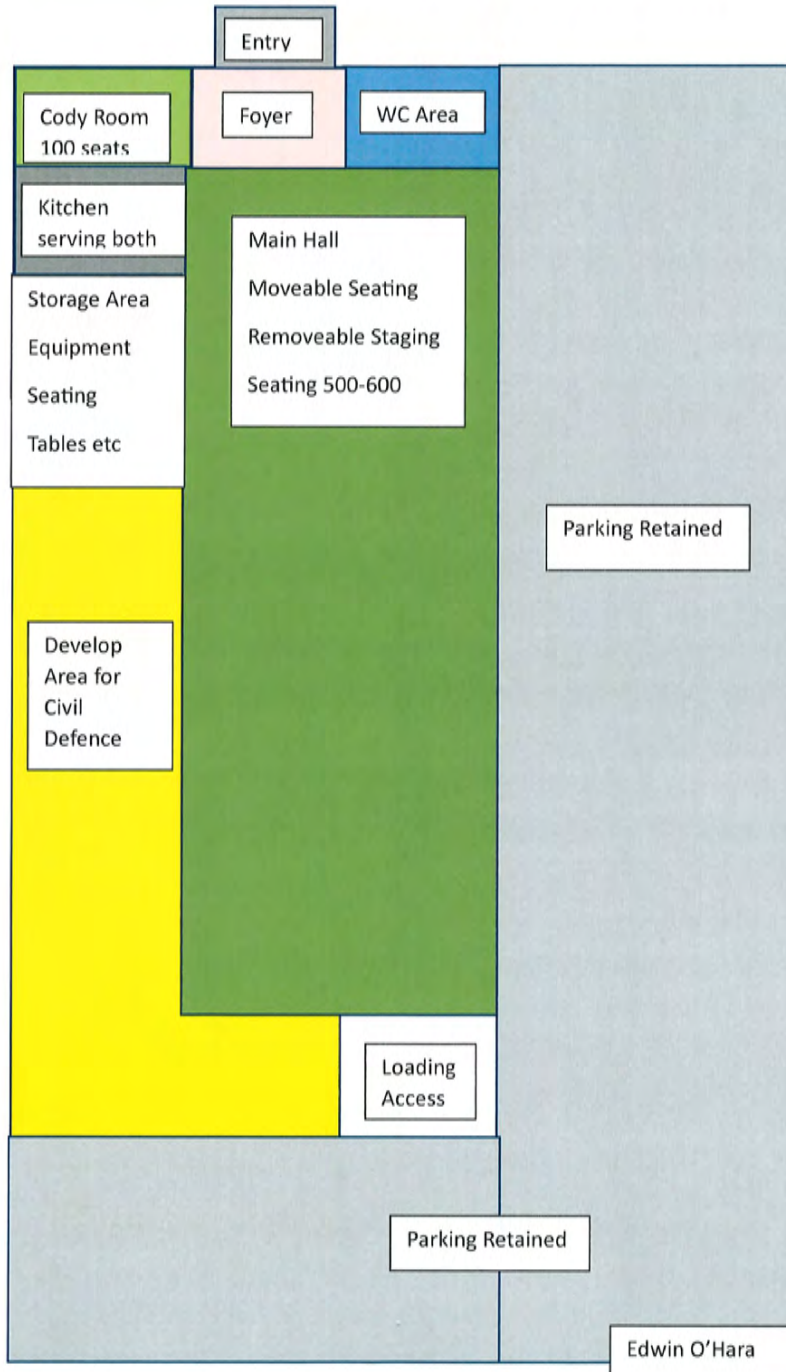 Entry
Cody Room
100 seats
Foyer
WC Area
Kitchen
serving both
Main Hall
Moveable Seating
Removeable Staging
Seating 500-600
Storage Area
Equipment
Seating
Tables etc
Parking Retained
Develop
Area for
Civil
Defence
Loading
Access
Parking Retained
Edwin O'Hara